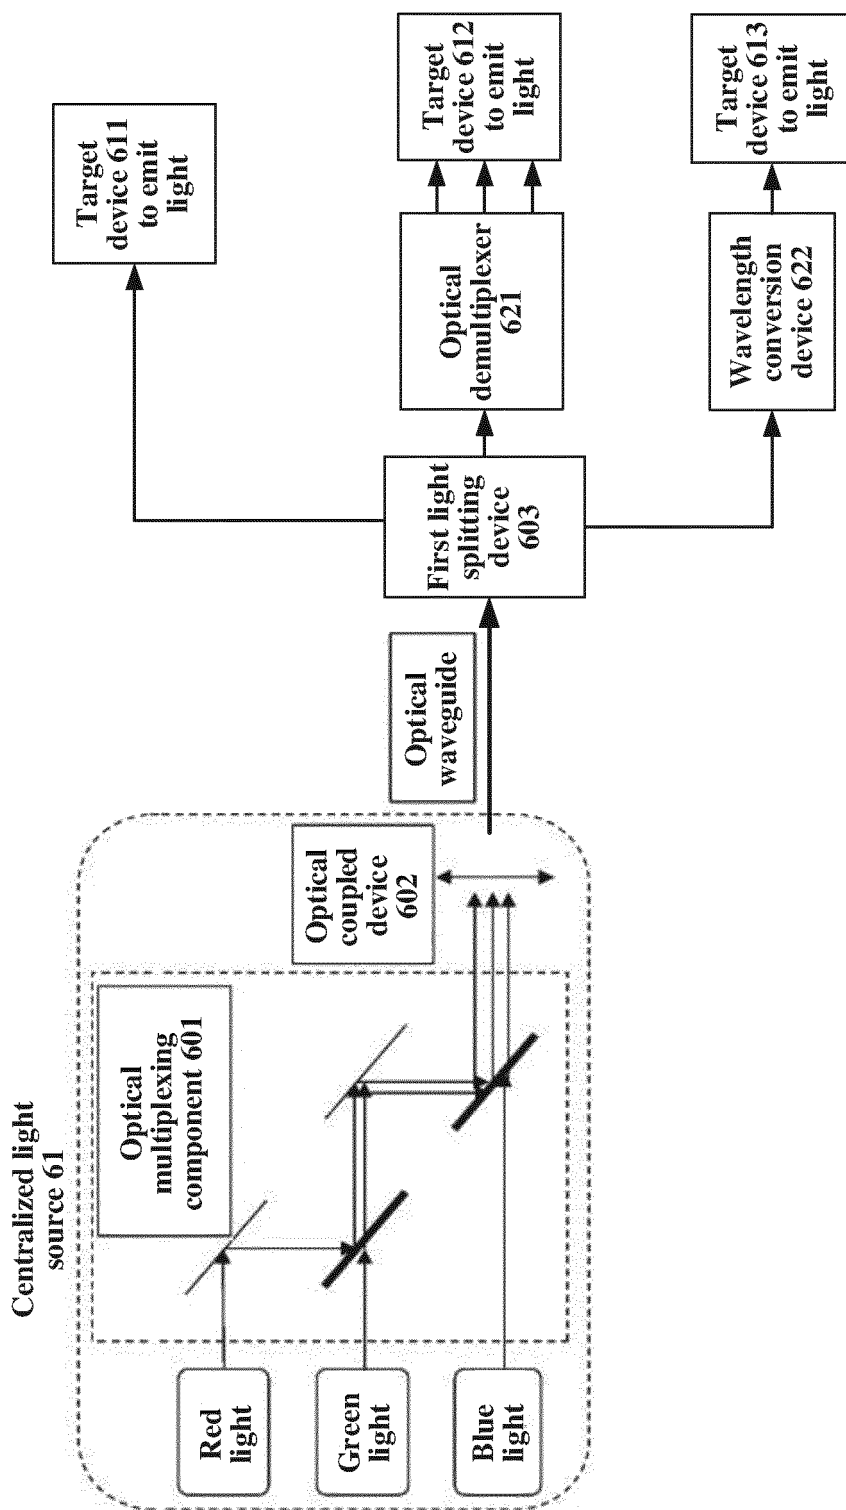 Centralized light
source 61
Red
light
Green
light
Blue
light
Optical
multiplexing
component 601
Optical
coupled
device
602
Optical
waveguide
First light
splitting
device
603
Target
device 611
to emit
light
Optical
demultiplexer
621
Target
device 612
to emit
light
Wavelength
conversion
device 622
Target
device 613
to emit
light